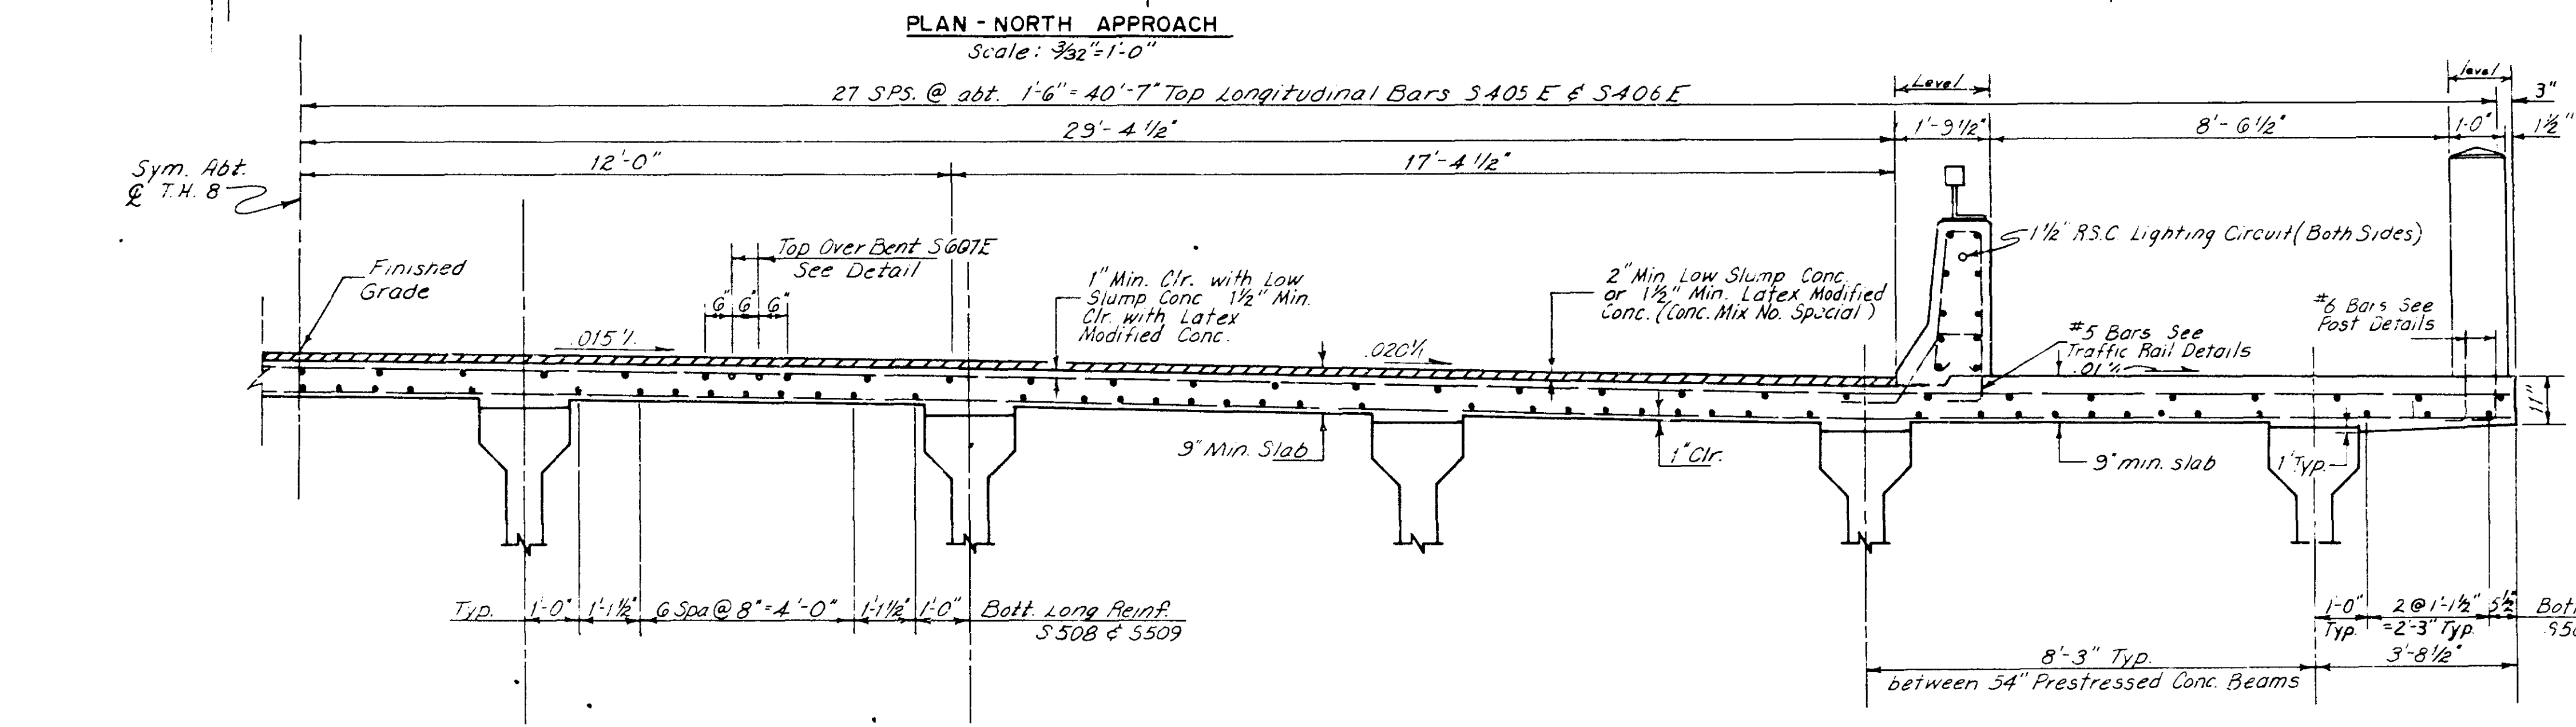 PLAN - NORTH APPROACH
Scale: 3/32"=1'-0"
27 SPS. @ abt. 1'-6" = 40'-7" Top Longitudinal Bars S405E & S406E
Level
level
3"
29'-4 1/2"
1'-9 1/2"
8'-6 1/2"
1'-0"
1 1/2"
12'-0"
17'-4 1/2"
Sym. Abt.
℄ T.H. 8
Finished
Grade
Top Over Bent S607E
See Detail
6" 6" 6"
1" Min. Clr. with Low
Slump Conc 1 1/2" Min.
Clr. with Latex
Modified Conc.
2" Min Low Slump Conc.
or 1 1/2" Min. Latex Modified
Conc. (Conc. Mix No. Special)
1 1/2" R.S.C. Lighting Circuit (Both Sides)
#6 Bars See
Post Details
#5 Bars See
Traffic Rail Details
.015 1/1
.020 1/1
.01 1/1
11"
9" Min. Slab
1" Clr.
9" min. slab
1" Typ.
Typ. 1'-0" 1'-1 1/2" 6 Spa @ 8" = 4'-0" 1'-1 1/2" 1'-0" Bott. Long Reinf.
S508 & S509
1'-0"
Typ.
2 @ 1'-1 1/2"
=2'-3" Typ.
5 1/2"
8'-3" Typ.
between 54" Prestressed Conc. Beams
3'-8 1/2"